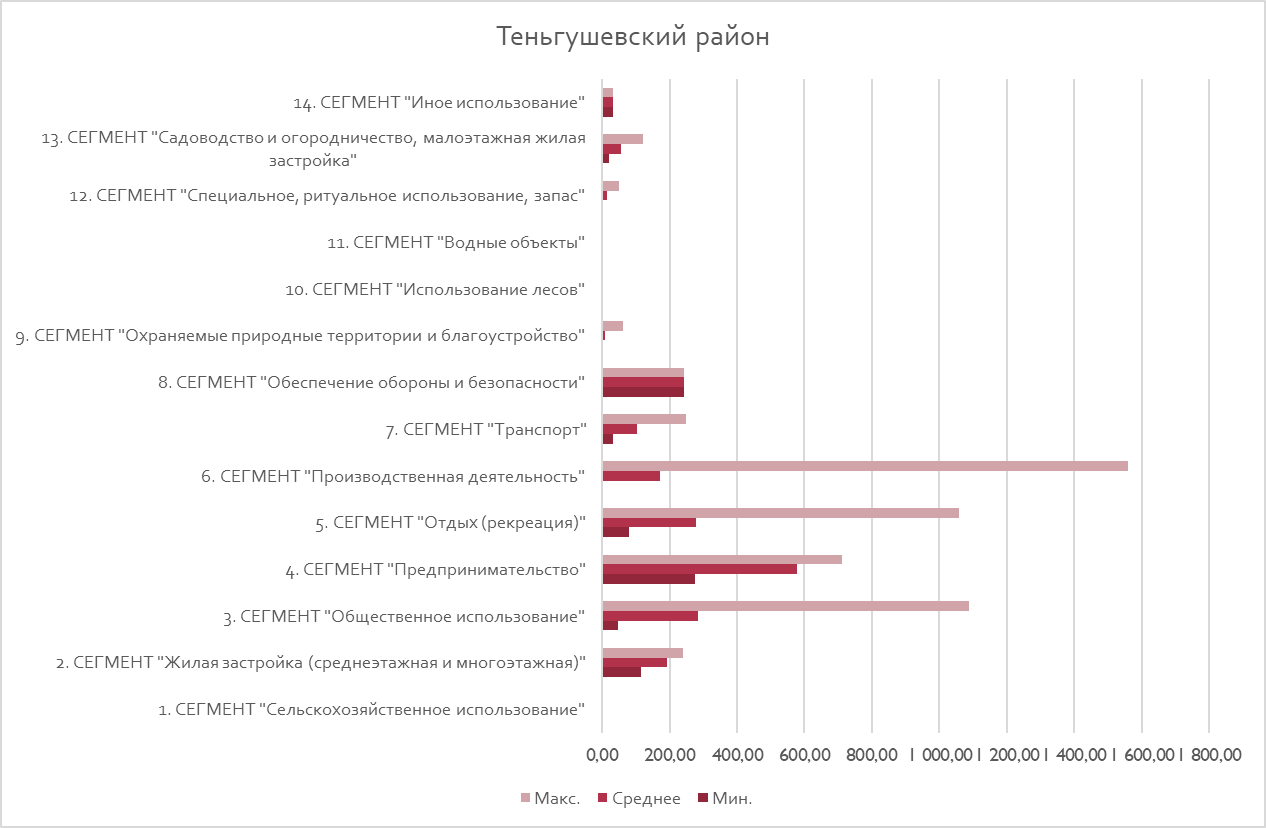 Теньгушевский район
14. СЕГМЕНТ "Иное использование"
13. СЕГМЕНТ "Садоводство и огородничество, малоэтажная жилая
застройка"
12. СЕГМЕНТ "Специальное, ритуальное использование, запас"
11. СЕГМЕНТ "Водные объекты"
10. СЕГМЕНТ "Использование лесов"
9. СЕГМЕНТ "Охраняемые природные территории и благоустройство"
8. СЕГМЕНТ "Обеспечение обороны и безопасности"
7. СЕГМЕНТ "Транспорт"
6. СЕГМЕНТ "Производственная деятельность"
5. СЕГМЕНТ "Отдых (рекреация)"
4. СЕГМЕНТ "Предпринимательство"
3. СЕГМЕНТ "Общественное использование"
2. СЕГМЕНТ "Жилая застройка (среднеэтажная и многоэтажная)"
1. СЕГМЕНТ "Сельскохозяйственное использование"
0,00 200,00 400,00 600,00 800,00 1 000,00 1 200,00 1 400,00 1 600,00 1 800,00
Макс. Среднее Мин.